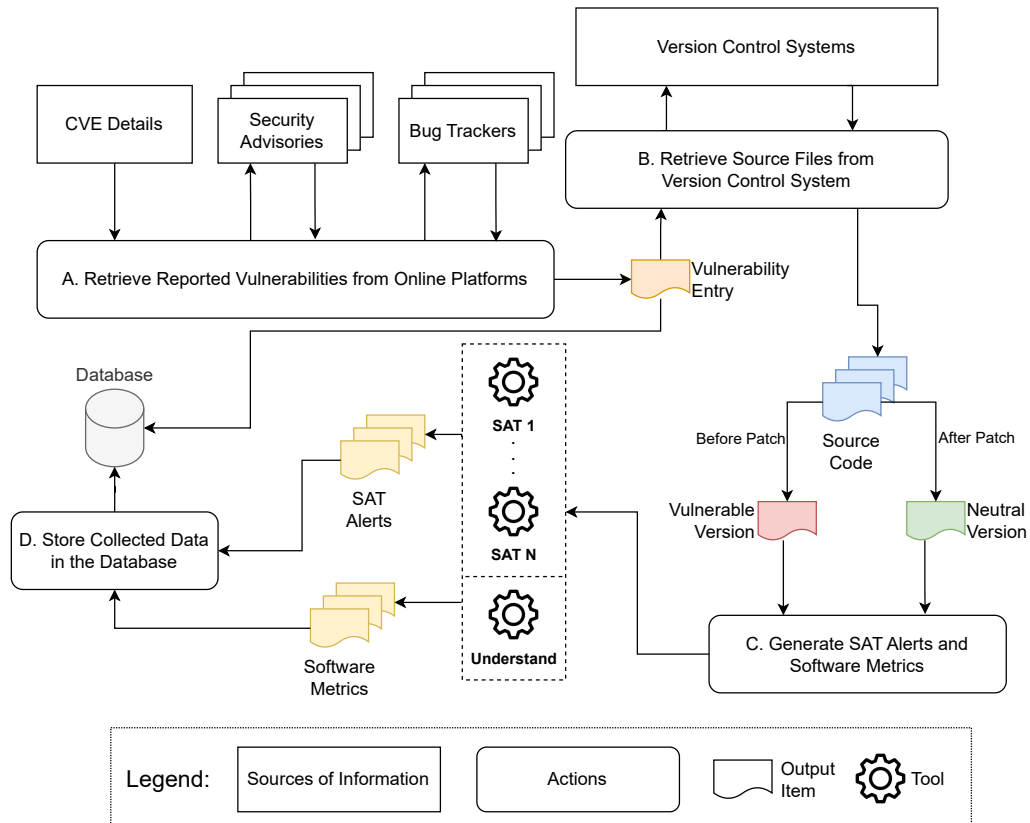 Version Control Systems
CVE Details
Security
Advisories
Bug Trackers
B. Retrieve Source Files from
Version Control System
A. Retrieve Reported Vulnerabilities from Online Platforms
Vulnerability
Entry
Database
SAT 1
SAT
Alerts
SAT N
Before Patch
After Patch
Source
Code
Vulnerable
Version
Neutral
Version
D. Store Collected Data
in the Database
Software
Metrics
Understand
C. Generate SAT Alerts and
Software Metrics
Legend:
Sources of Information
Actions
Output
Item
Tool